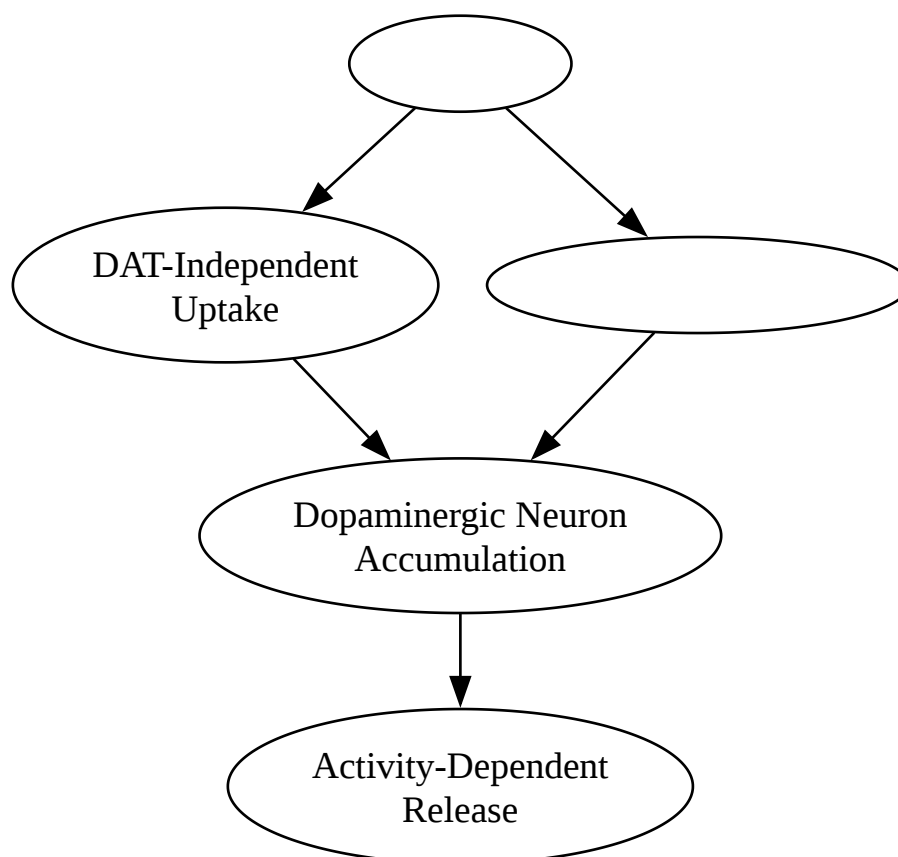 DAT-Independent
Uptake
Dopaminergic Neuron
Accumulation
Activity-Dependent
Release